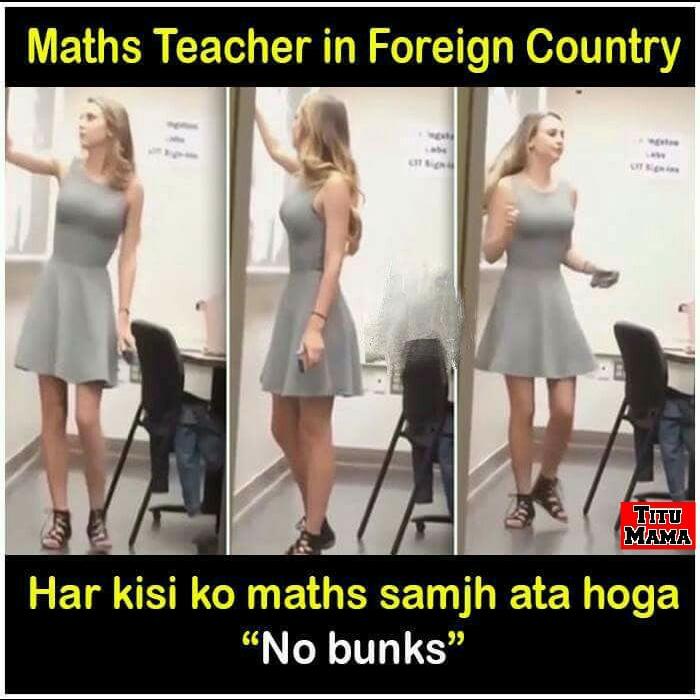 Maths Teacher in Foreign Country
Har kisi ko maths samjh ata hoga
“No bunks”
TITU
MAMA